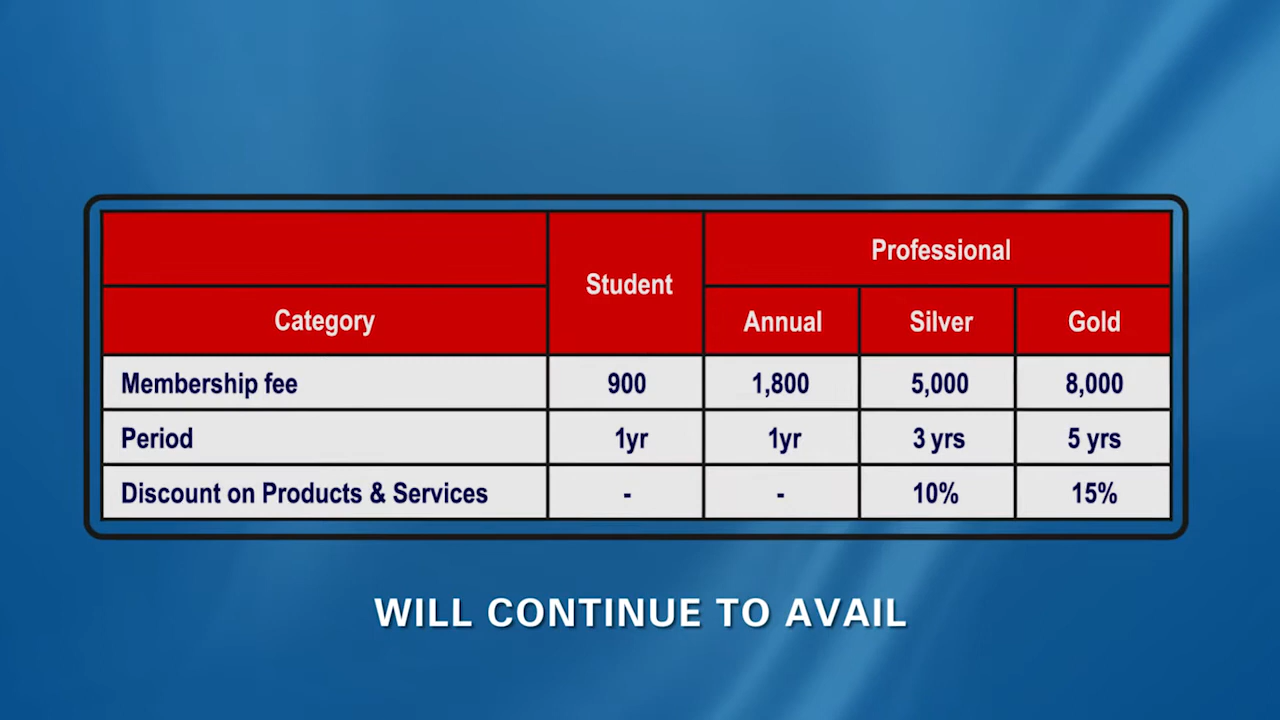 Student
Professional
Category
Annual Silver Gold
Membership fee 900 1,800 5,000 8,000
Period 1yr 1yr 3 yrs 5 yrs
Discount on Products & Services - - 10% 15%
WILL CONTINUE TO AVAIL